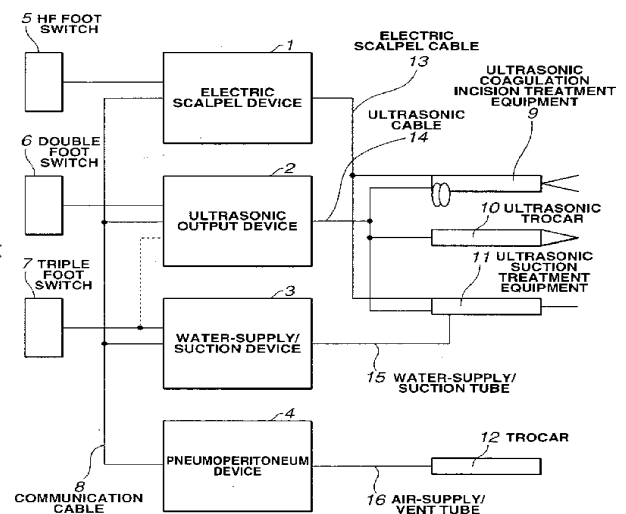 5 HF FOOT
SWITCH
1
ELECTRIC
SCALPEL DEVICE
ELECTRIC
SCALPEL CABLE
13
ULTRASONIC
COAGULATION
INCISION TREATMENT
EQUIPMENT
9
6 DOUBLE
FOOT
SWITCH
2
ULTRASONIC
OUTPUT DEVICE
ULTRASONIC
CABLE
14
10 ULTRASONIC
TROCAR
7 TRIPLE
FOOT
SWITCH
3
WATER-SUPPLY/
SUCTION DEVICE
11 ULTRASONIC
SUCTION
TREATMENT
EQUIPMENT
15 WATER-SUPPLY/
SUCTION TUBE
4
PNEUMOPERITONEUM
DEVICE
12 TROCAR
8
COMMUNICATION
CABLE
16 AIR-SUPPLY/
VENT TUBE